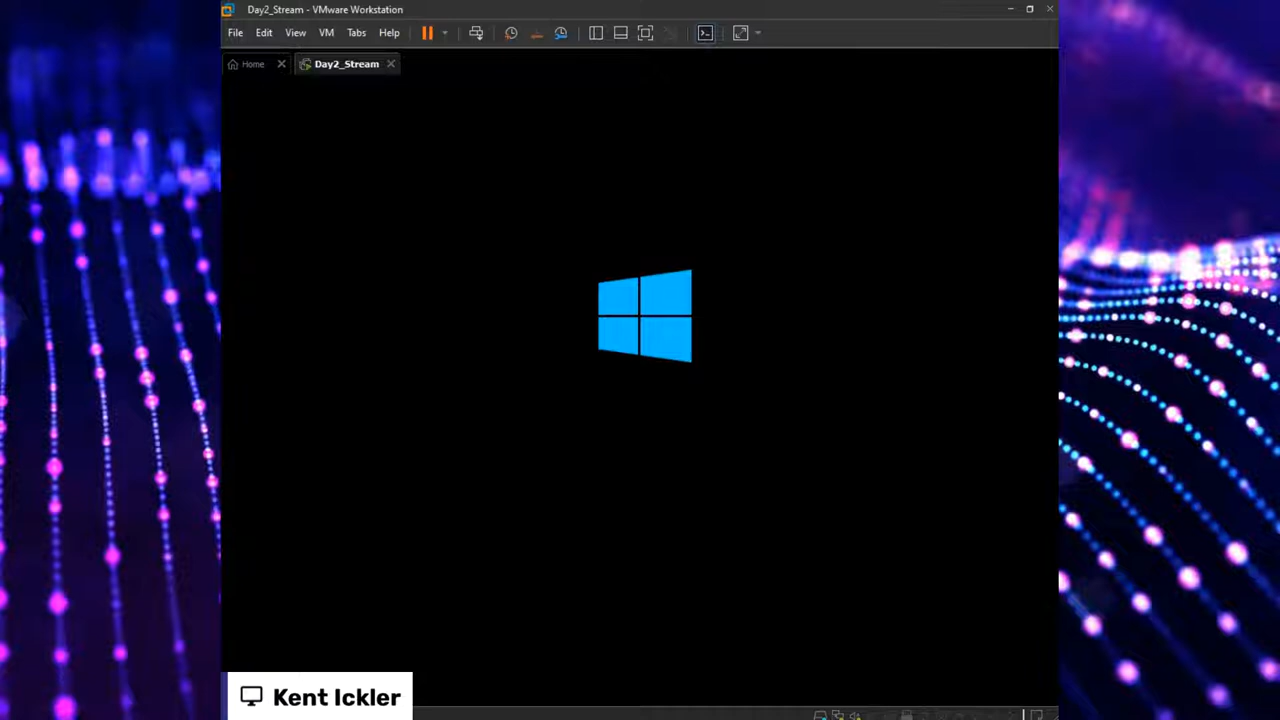 Day2_Stream - VMware Workstation
File Edit View VM Tabs Help
Home Day2_Stream
Kent Ickler